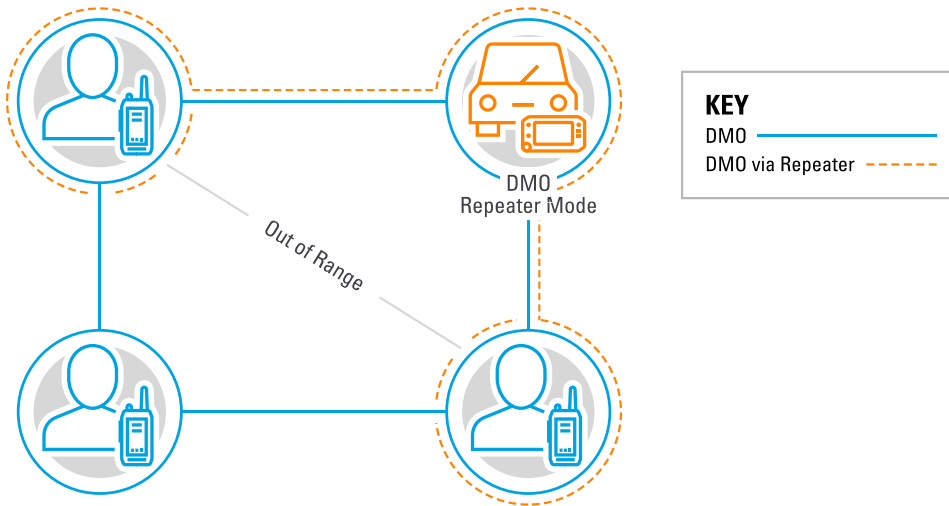 KEY
DMO
DMO via Repeater
DMO
Repeater Mode
Out of Range